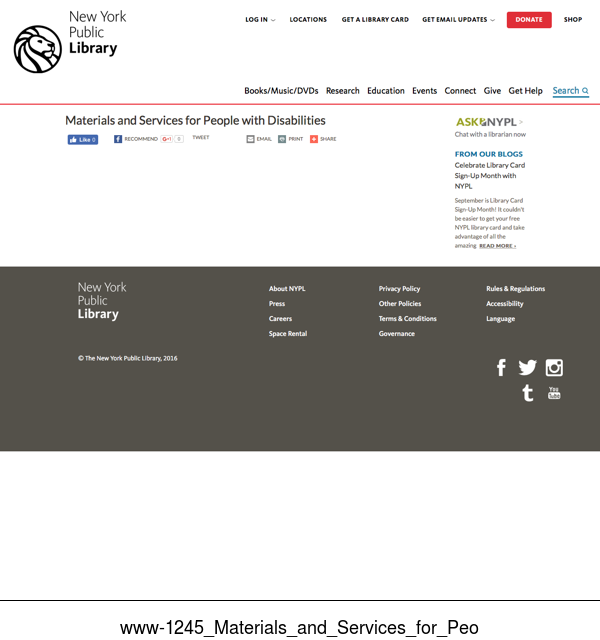 New York
Public
Library
LOG IN
LOCATIONS
GET A LIBRARY CARD
GET EMAIL UPDATES
DONATE
SHOP
Books/Music/DVDs Research Education Events Connect Give Get Help Search
Materials and Services for People with Disabilities
Like 0
RECOMMEND
G+1 0
TWEET
EMAIL
PRINT
SHARE
ASK NYPL >
Chat with a librarian now
FROM OUR BLOGS
Celebrate Library Card
Sign-Up Month with
NYPL
September is Library Card
Sign-Up Month! It couldn't
be easier to get your free
NYPL library card and take
advantage of all the
amazing READ MORE ›
New York
Public
Library
About NYPL
Press
Careers
Space Rental
Privacy Policy
Other Policies
Terms & Conditions
Governance
Rules & Regulations
Accessibility
Language
© The New York Public Library, 2016
You
Tube
www-1245_Materials_and_Services_for_Peo